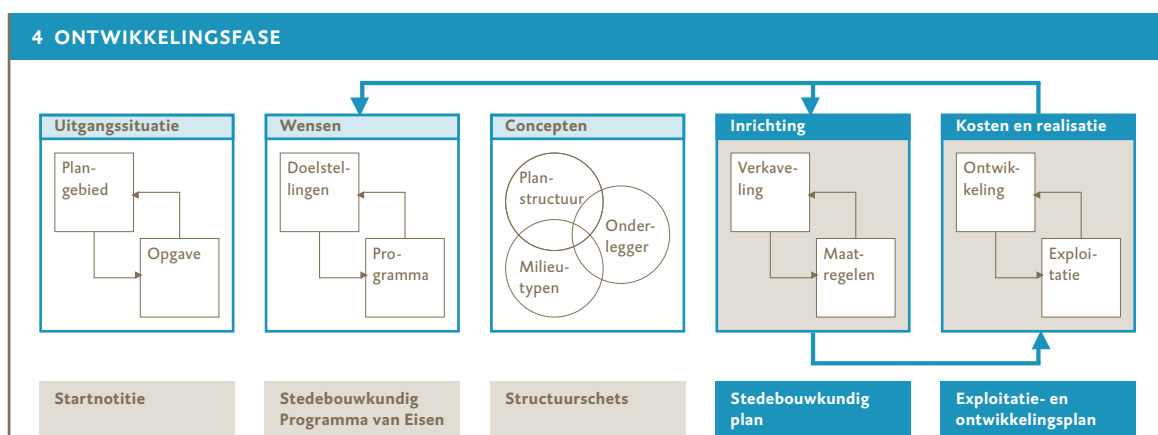 4 ONTWIKKELINGSFASE
Uitgangssituatie
Plan-
gebied
Opgave
Wensen
Doelstel-
lingen
Pro-
gramma
Concepten
Plan-
structuur
Onder-
legger
Milieu-
typen
Inrichting
Verkave-
ling
Maat-
regelen
Kosten en realisatie
Ontwik-
keling
Exploi-
tatie
Startnotitie
Stedebouwkundig
Programma van Eisen
Structuurschets
Stedebouwkundig
plan
Exploitatie- en
ontwikkelingsplan